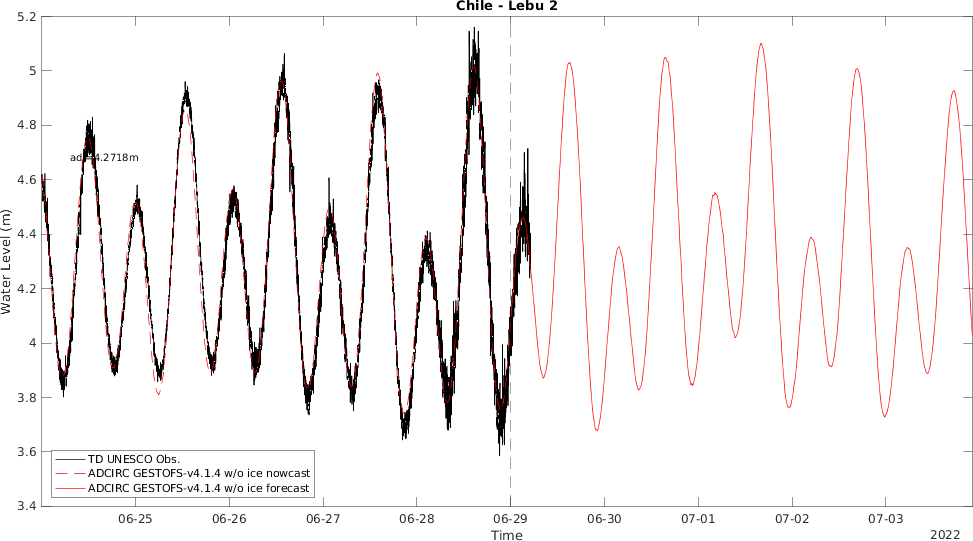 Chile - Lebu 2
5.2
5
4.8
4.6
4.4
4.2
4
3.8
3.6
3.4
Water Level (m)
4.2718m
TD UNESCO Obs.
ADCIRC GESTOFS-v4.1.4 w/o ice nowcast
ADCIRC GESTOFS-v4.1.4 w/o ice forecast
06-25 06-26 06-27 06-28 06-29 06-30 07-01 07-02 07-03
Time
2022